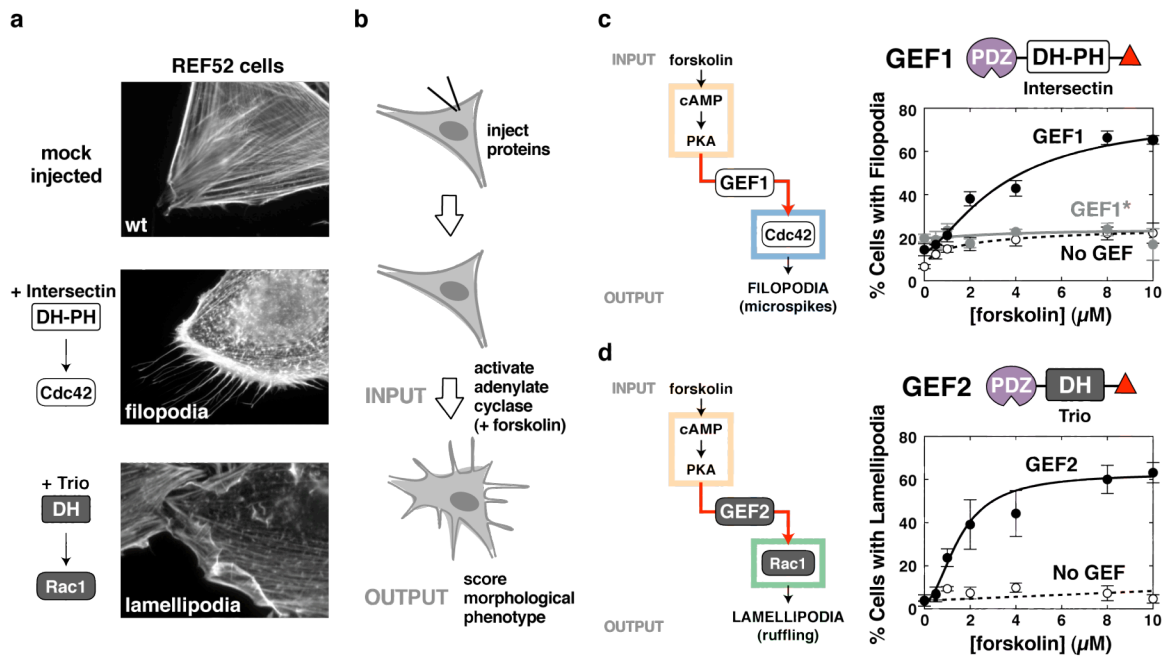 a
REF52 cells
mock
injected
wt
+ Intersectin
DH-PH
Cdc42
filopodia
+ Trio
DH
Rac1
lamellipodia
b
inject
proteins
INPUT
activate
adenylate
cyclase
(+ forskolin)
OUTPUT
score
morphological
phenotype
c
INPUT
forskolin
cAMP
PKA
GEF1
Cdc42
OUTPUT
FILOPODIA
(microspikes)
GEF1
PDZ
DH-PH
Intersectin
% Cells with Filopodia
80
60
40
20
0
GEF1
GEF1*
No GEF
0 2 4 6 8 10
[forskolin] (µM)
d
INPUT
forskolin
cAMP
PKA
GEF2
Rac1
OUTPUT
LAMELLIPODIA
(ruffling)
GEF2
PDZ
DH
Trio
% Cells with Lamellipodia
80
60
40
20
0
GEF2
No GEF
0 2 4 6 8 10
[forskolin] (µM)